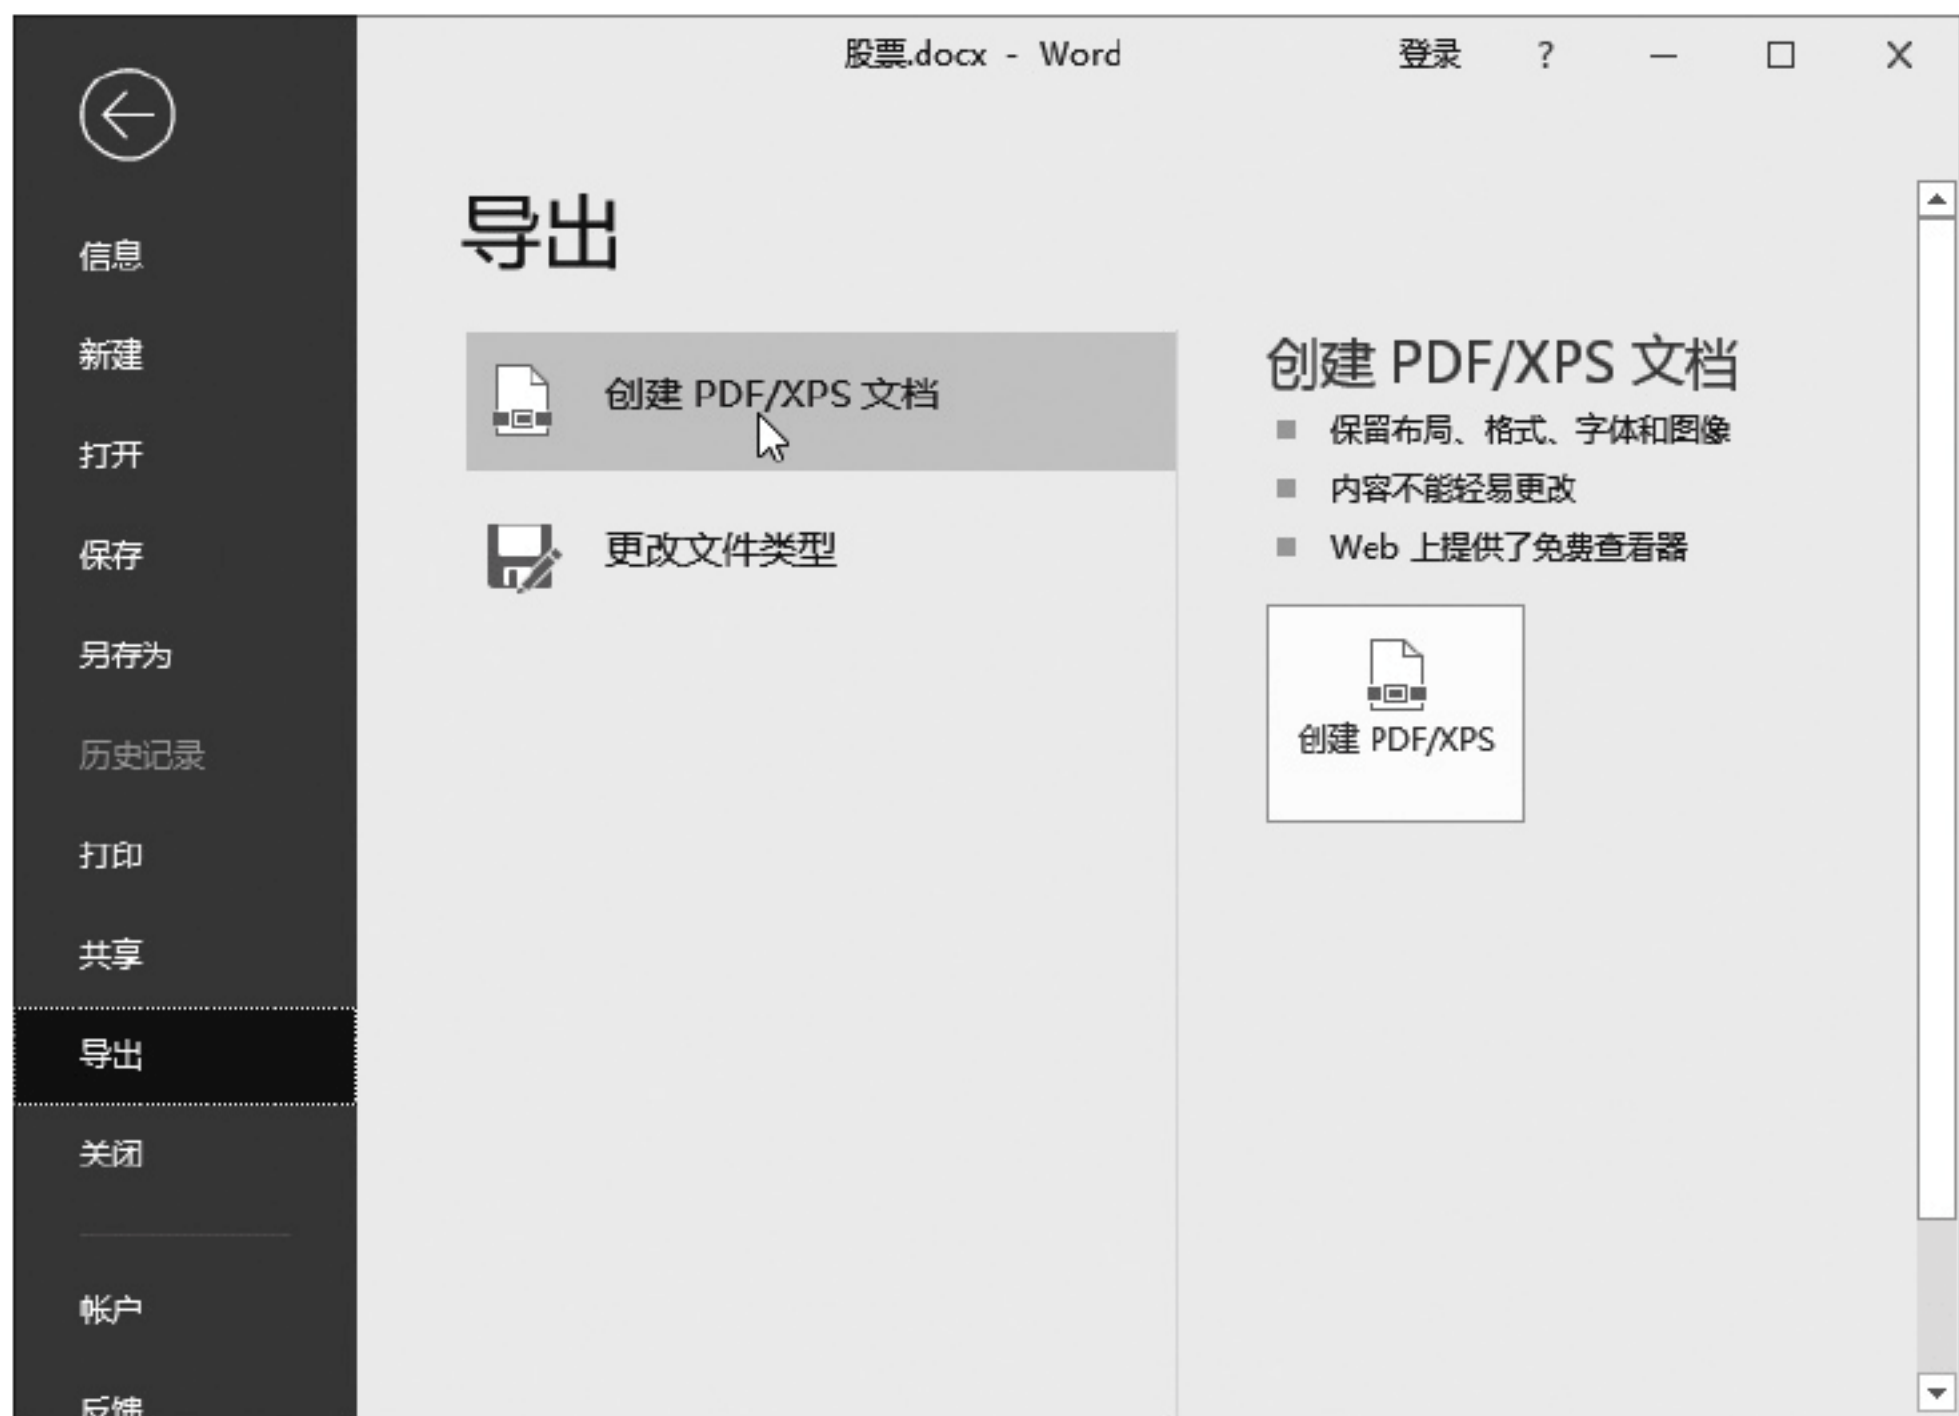 股票.docx - Word
登录
?
信息
新建
打开
保存
另存为
历史记录
打印
共享
导出
关闭
帐户
反馈
导出
创建 PDF/XPS 文档
更改文件类型
创建 PDF/XPS 文档
保留布局、格式、字体和图像
内容不能轻易更改
Web 上提供了免费查看器
创建 PDF/XPS